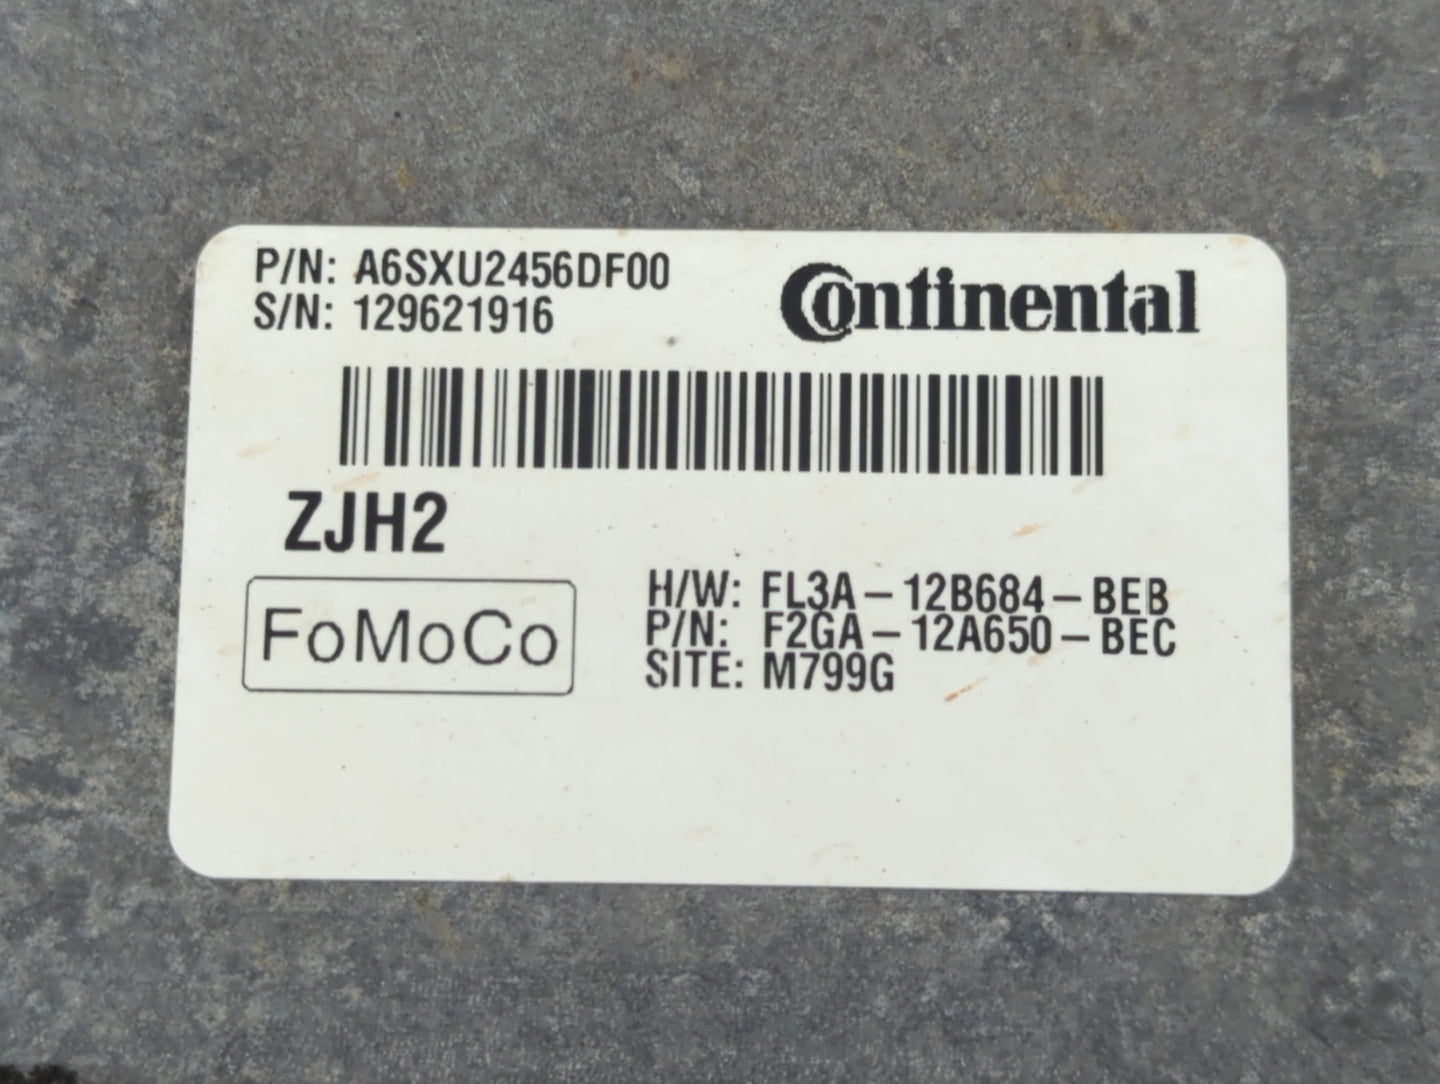 P/N: A6SXU2456DF00
S/N: 129621916
Continental
ZJH2
FoMoCo
H/W: FL3A-12B684-BEB
P/N: F2GA-12A650-BEC
SITE: M799G